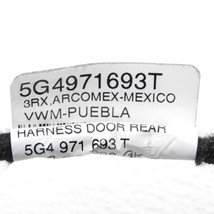 5G4971693T
3RX,ARCOMEX-MEXICO
VWM-PUEBLA
HARNESS DOOR REAR
5G4 971 693 T